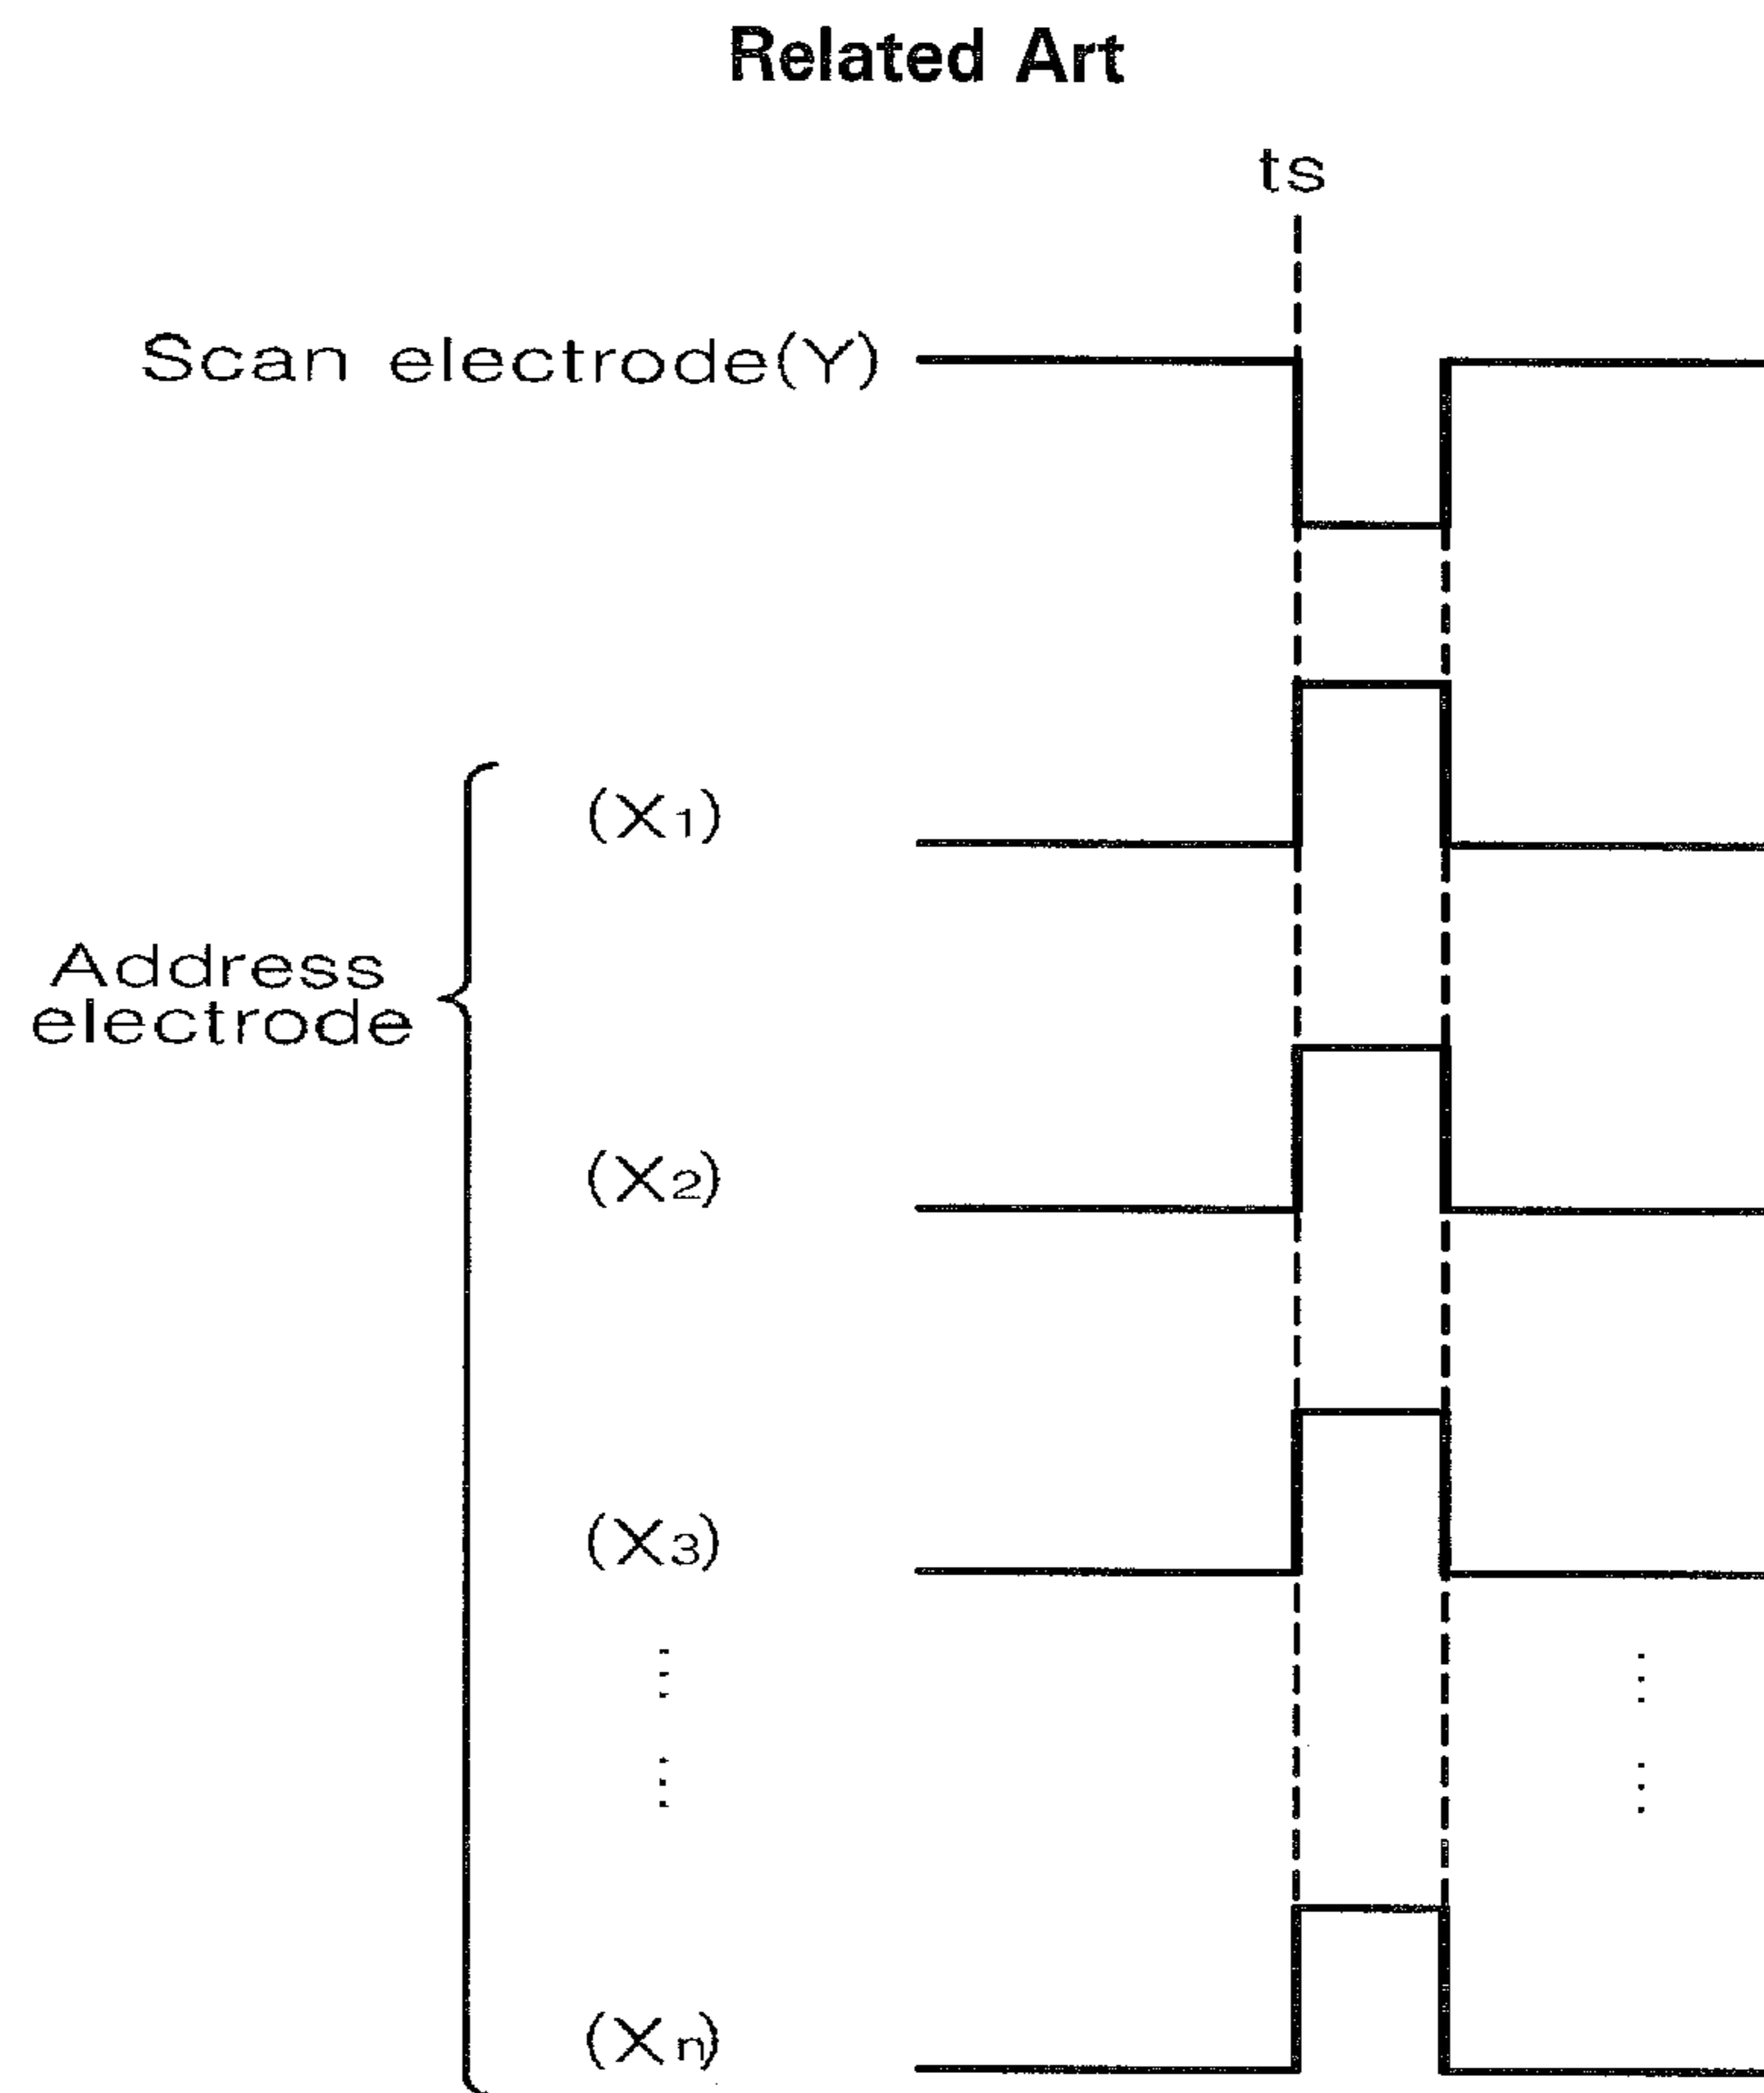 Related Art
ts
Scan electrode(Y)
(X1)
Address
electrode
(X2)
(X3)
(Xn)